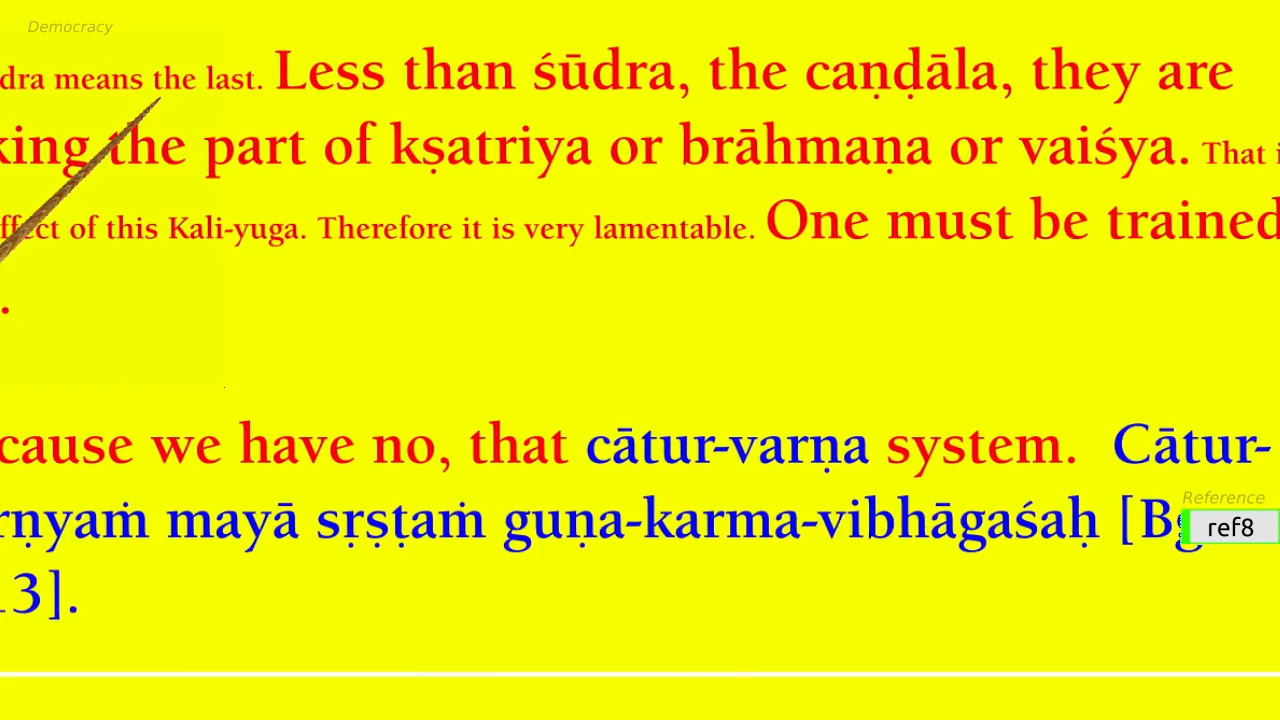 Democracy
dra means the last. Less than śūdra, the caṇḍāla, they are
king the part of kṣatriya or brāhmaṇa or vaiśya. That i
ffect of this Kali-yuga. Therefore it is very lamentable. One must be trained
.
cause we have no, that cātur-varṇa system. Cātur-
rṇyaṁ mayā sṛṣṭaṁ guṇa-karma-vibhāgaśaḥ [Bg
Reference
ref8
13].